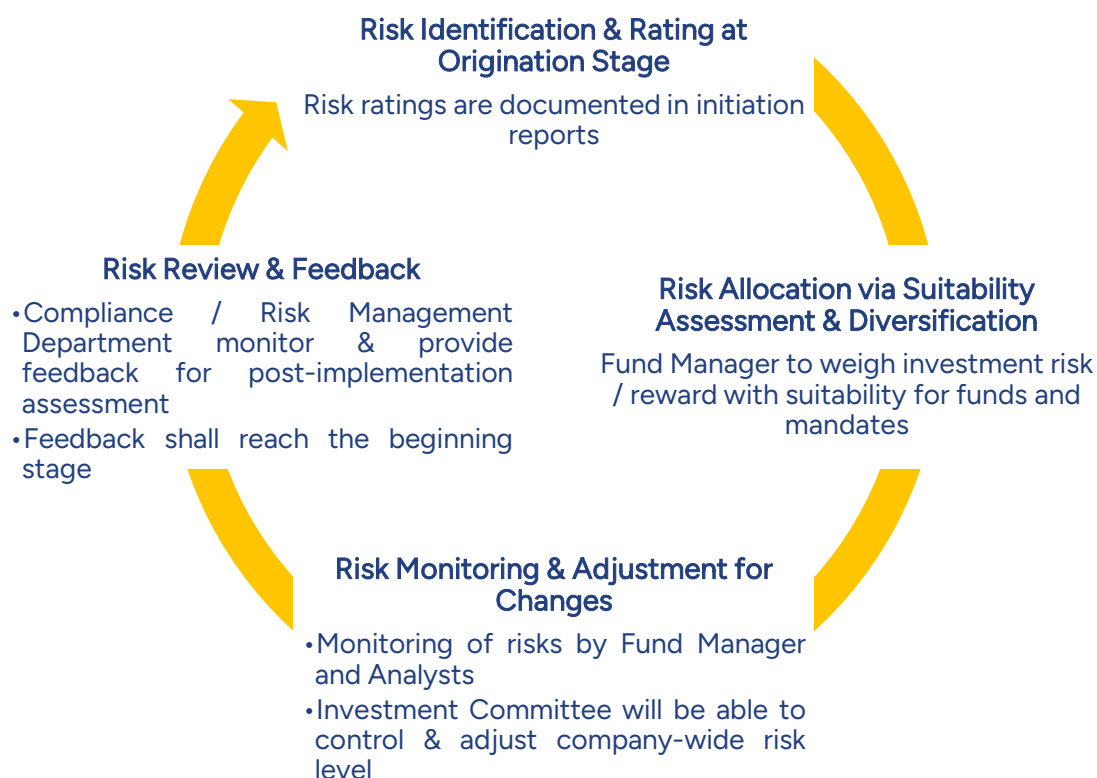 Risk Identification & Rating at
Origination Stage
Risk ratings are documented in initiation
reports
Risk Allocation via Suitability
Assessment & Diversification
Fund Manager to weigh investment risk
/ reward with suitability for funds and
mandates
Risk Monitoring & Adjustment for
Changes
•Monitoring of risks by Fund Manager
and Analysts
•Investment Committee will be able to
control & adjust company-wide risk
level
Risk Review & Feedback
•Compliance / Risk Management
Department monitor & provide
feedback for post-implementation
assessment
•Feedback shall reach the beginning
stage